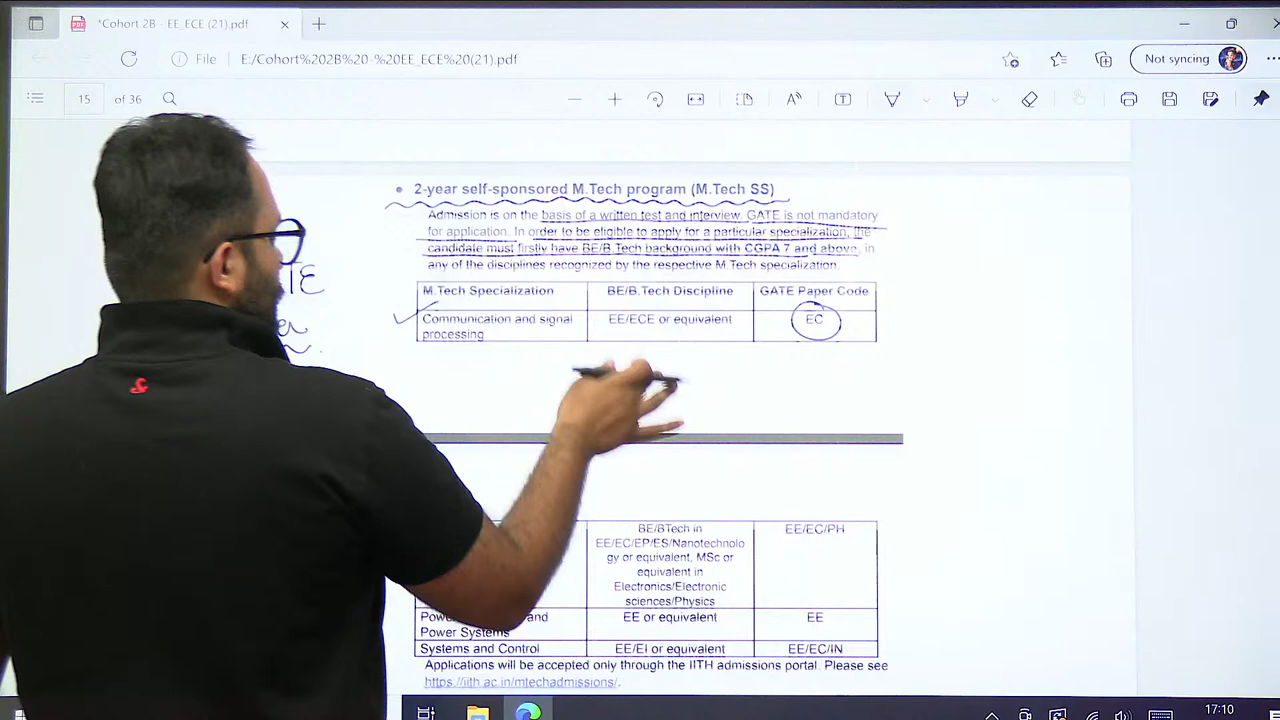 *Cohort 2B - EE_ECE (21).pdf
File E:/Cohort%202B%20-%20EE_ECE%20(21).pdf
Not syncing
15 of 36
• 2-year self-sponsored M.Tech program (M.Tech SS)
Admission is on the basis of a written test and interview. GATE is not mandatory
for application. In order to be eligible to apply for a particular specialization, the
candidate must firstly have BE/B.Tech background with CGPA 7 and above, in
any of the disciplines recognized by the respective M.Tech specialization.
M.Tech Specialization BE/B.Tech Discipline GATE Paper Code
Communication and signal EE/ECE or equivalent EC
processing
BE/BTech in EE/EC/PH
EE/EC/EP/ES/Nanotechnolo
gy or equivalent, MSc or
equivalent in
Electronics/Electronic
sciences/Physics
and EE or equivalent EE
Power Systems
Systems and Control EE/EI or equivalent EE/EC/IN
Applications will be accepted only through the IITH admissions portal. Please see
https://iith.ac.in/mtechadmissions/.
17:10